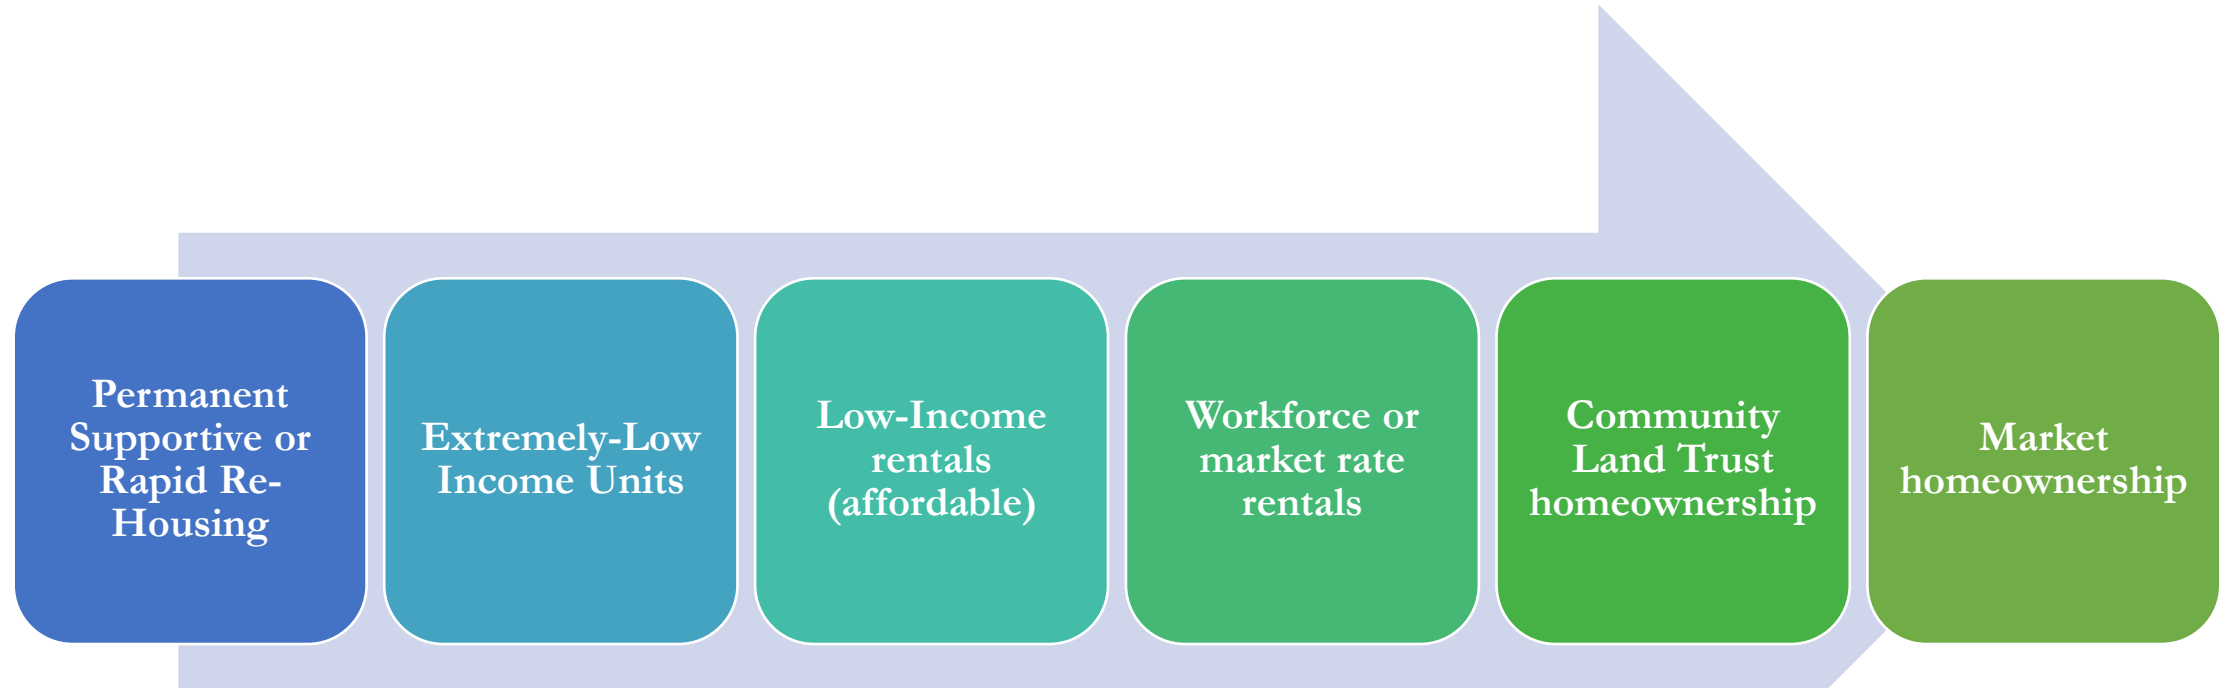 Permanent
Supportive or
Rapid Re-
Housing
Extremely-Low
Income Units
Low-Income
rentals
(affordable)
Workforce or
market rate
rentals
Community
Land Trust
homeownership
Market
homeownership